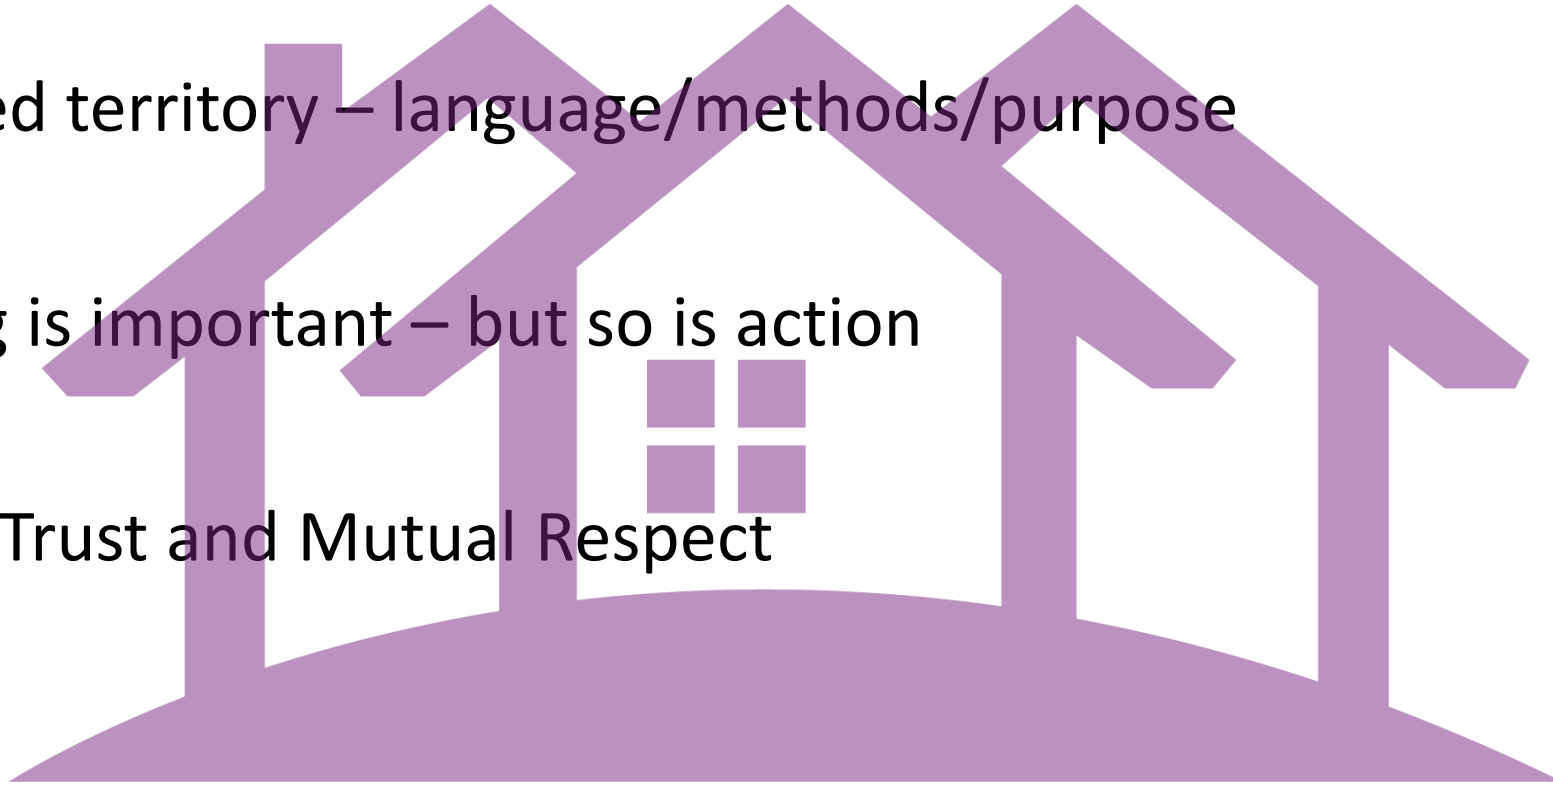 ed territory – language/methods/purpose
g is important – but so is action
Trust and Mutual Respect